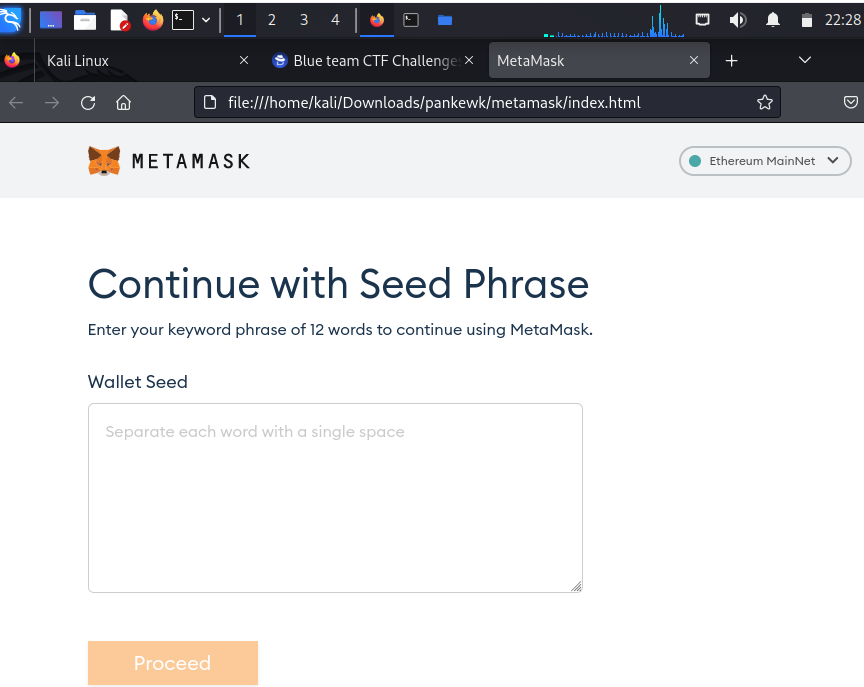 1 2 3 4 22:28
Kali Linux Blue team CTF Challenge MetaMask
file:///home/kali/Downloads/pankewk/metamask/index.html
METAMASK Ethereum MainNet
Continue with Seed Phrase
Enter your keyword phrase of 12 words to continue using MetaMask.
Wallet Seed
Separate each word with a single space
Proceed